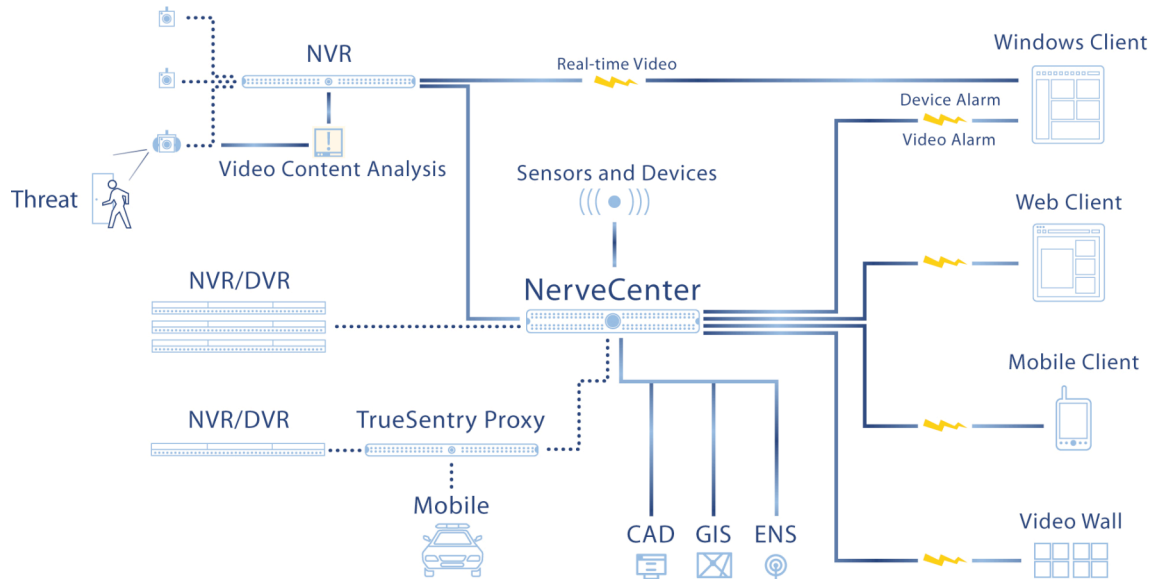 NVR
Real-time Video
Windows Client
Device Alarm
Video Alarm
Video Content Analysis
Sensors and Devices
Threat
Web Client
NVR/DVR
NerveCenter
Mobile Client
NVR/DVR
TrueSentry Proxy
Mobile
CAD
GIS
ENS
Video Wall